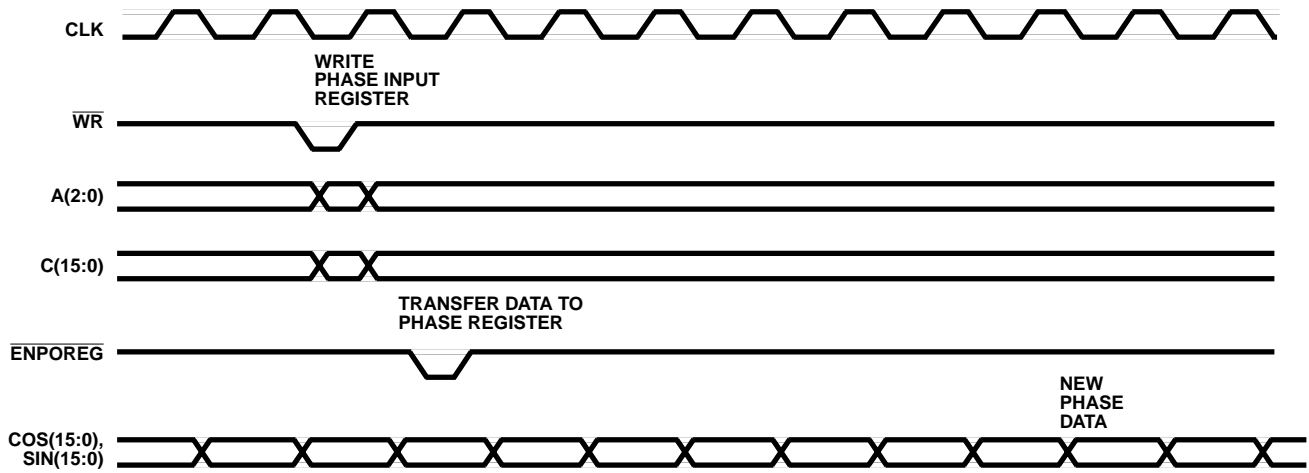 CLK
WRITE
PHASE INPUT
REGISTER
WR
A(2:0)
C(15:0)
TRANSFER DATA TO
PHASE REGISTER
ENPOREG
NEW
PHASE
DATA
COS(15:0),
SIN(15:0)